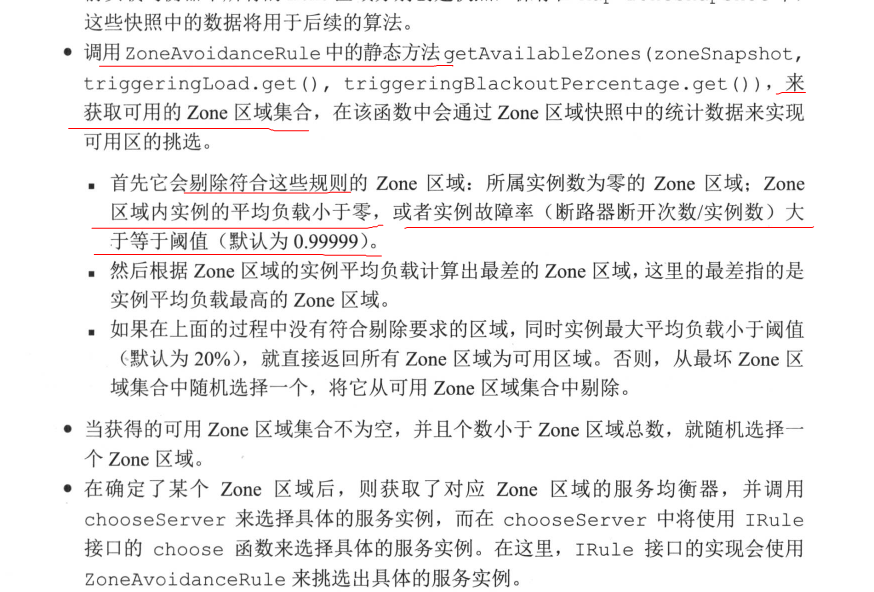 这些快照中的数据将用于后续的算法。
● 调用 ZoneAvoidanceRule 中的静态方法 getAvailableZones(zoneSnapshot,
triggeringLoad.get(), triggeringBlackoutPercentage.get()), 来
获取可用的 Zone 区域集合，在该函数中会通过 Zone 区域快照中的统计数据来实现
可用区的挑选。
■ 首先它会剔除符合这些规则的 Zone 区域：所属实例数为零的 Zone 区域；Zone
区域内实例的平均负载小于零，或者实例故障率（断路器断开次数/实例数）大
于等于阈值（默认为 0.99999）。
■ 然后根据 Zone 区域的实例平均负载计算出最差的 Zone 区域，这里的最差指的是
实例平均负载最高的 Zone 区域。
■ 如果在上面的过程中没有符合剔除要求的区域，同时实例最大平均负载小于阈值
（默认为 20%），就直接返回所有 Zone 区域为可用区域。否则，从最坏 Zone 区
域集合中随机选择一个，将它从可用 Zone 区域集合中剔除。
● 当获得的可用 Zone 区域集合不为空，并且个数小于 Zone 区域总数，就随机选择一
个 Zone 区域。
● 在确定了某个 Zone 区域后，则获取了对应 Zone 区域的服务均衡器，并调用
chooseServer 来选择具体的服务实例，而在 chooseServer 中将使用 IRule
接口的 choose 函数来选择具体的服务实例。在这里，IRule 接口的实现会使用
ZoneAvoidanceRule 来挑选出具体的服务实例。